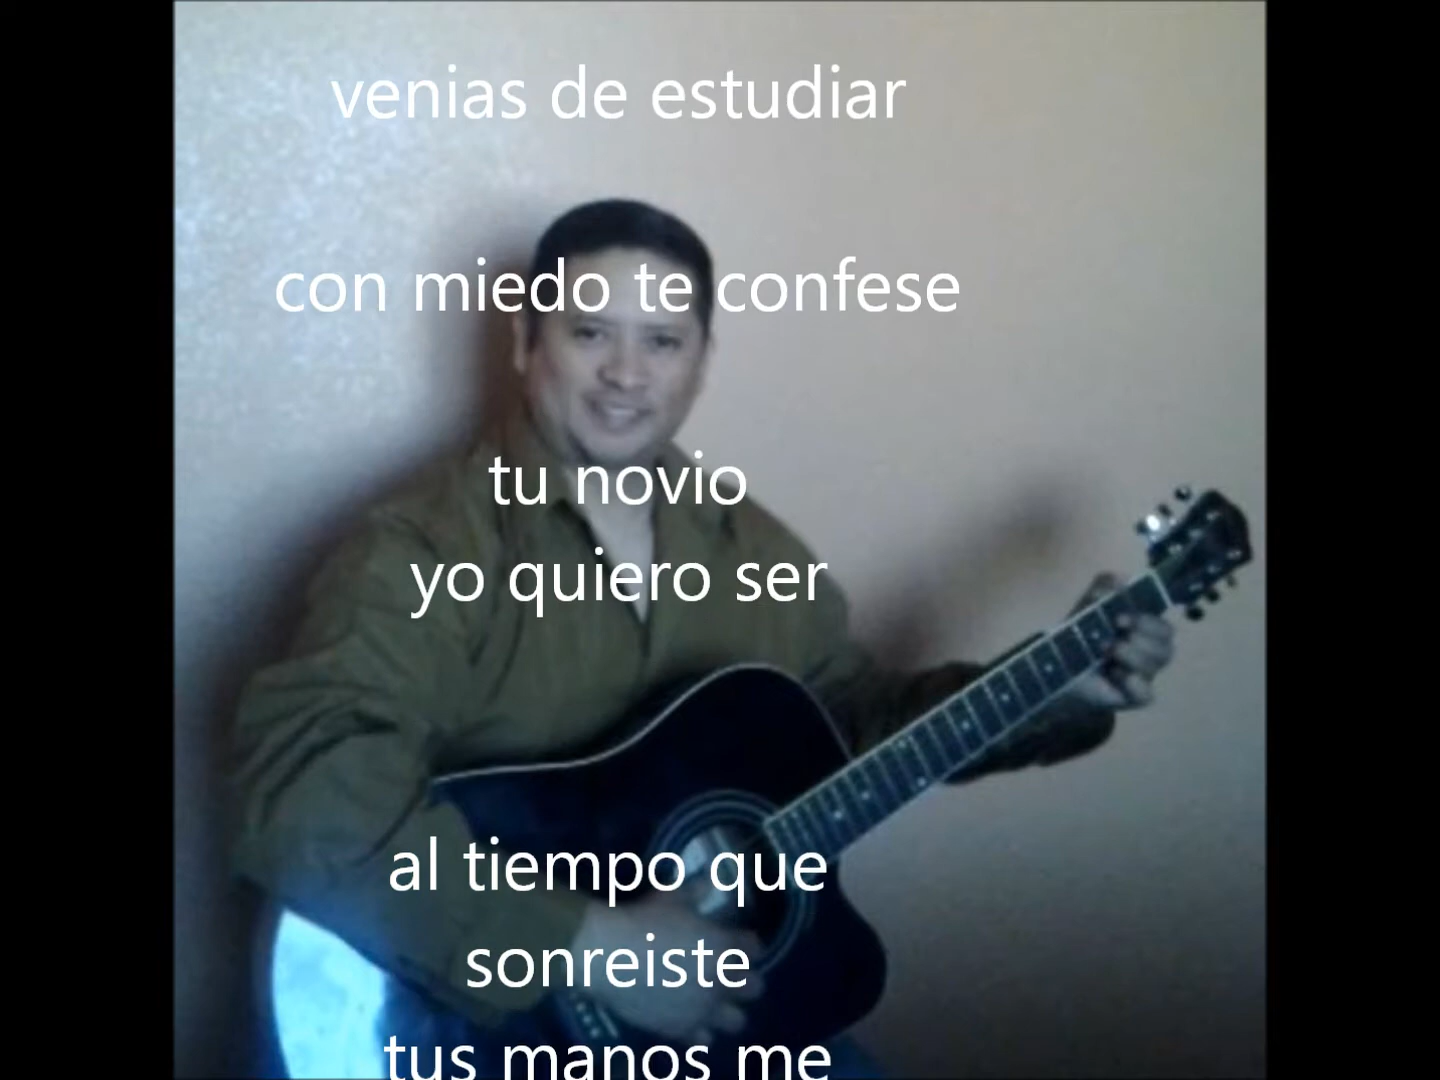 venias de estudiar
con miedo te confese
tu novio
yo quiero ser
al tiempo que
sonreiste
tus manos me